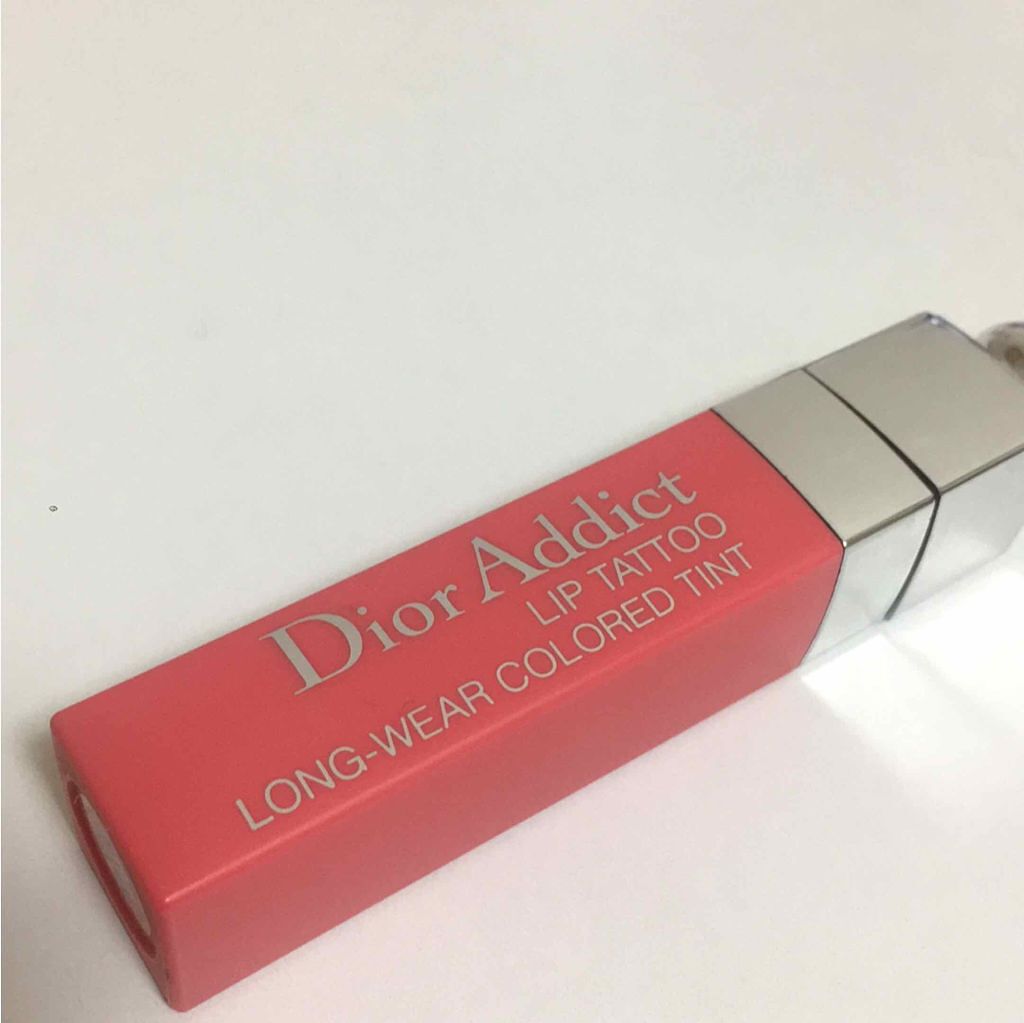 Dior Addict
LIP TATTOO
LONG-WEAR COLORED TINT